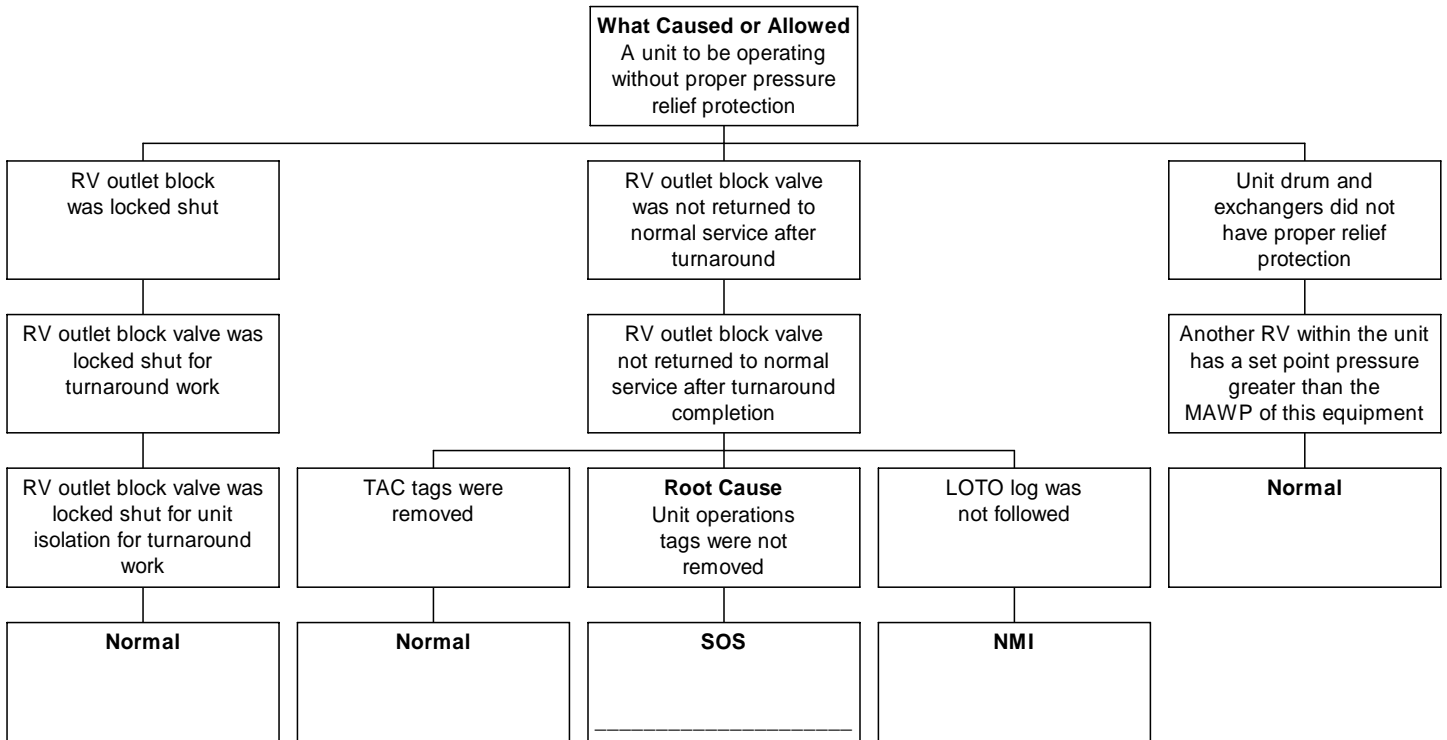 What Caused or Allowed
A unit to be operating
without proper pressure
relief protection
RV outlet block
was locked shut
RV outlet block valve
was not returned to
normal service after
turnaround
Unit drum and
exchangers did not
have proper relief
protection
RV outlet block valve was
locked shut for
turnaround work
RV outlet block valve
not returned to normal
service after turnaround
completion
Another RV within the unit
has a set point pressure
greater than the
MAWP of this equipment
RV outlet block valve was
locked shut for unit
isolation for turnaround
work
TAC tags were
removed
Root Cause
Unit operations
tags were not
removed
LOTO log was
not followed
Normal
Normal
Normal
SOS
_____________________
NMI